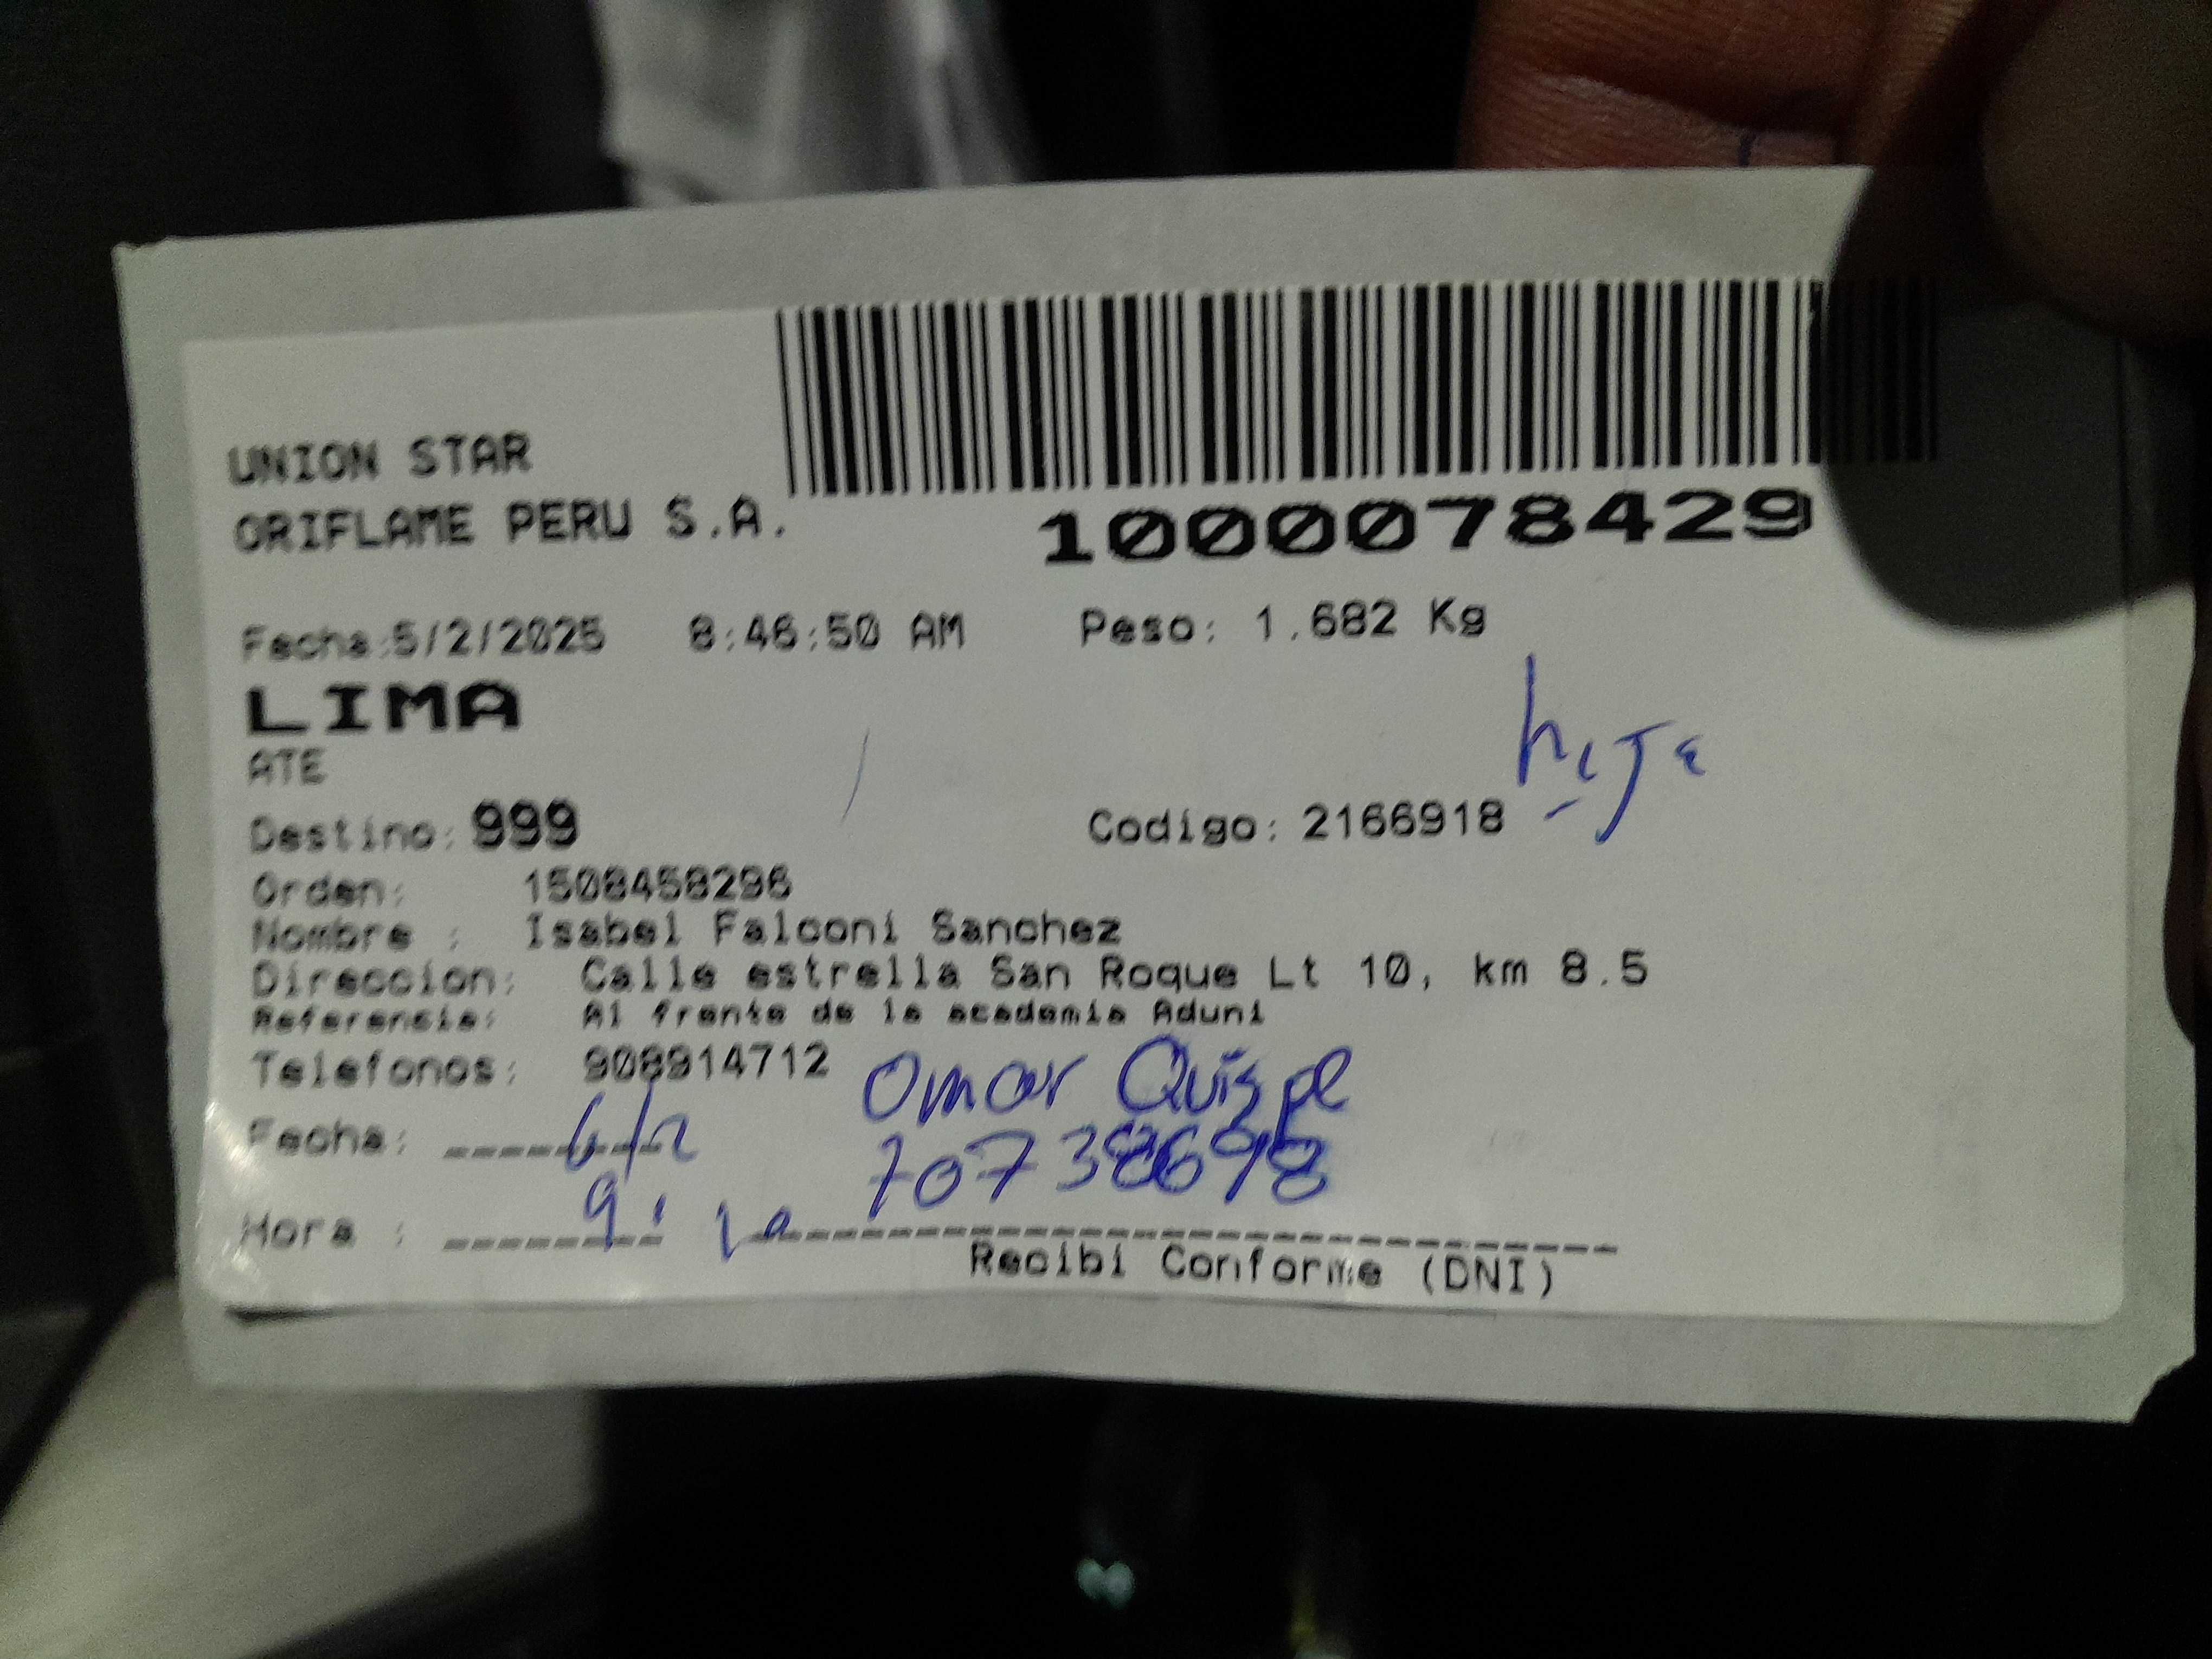 UNION STAR
ORIFLAME PERU S.A.
1000078429
Fecha:5/2/2025 8:46:50 AM Peso: 1.682 Kg
LIMA
ATE
Destino: 999 Codigo: 2166918
Orden: 1508458296
Nombre : Isabel Falconi Sanchez
Direccion: Calle estrella San Roque Lt 10, km 8.5
Referencia: Al frente de la academia Aduni
Telefonos: 908914712 Omar Quispe
Fecha: 6/2 70738698
Hora :
Recibi Conforme (DNI)